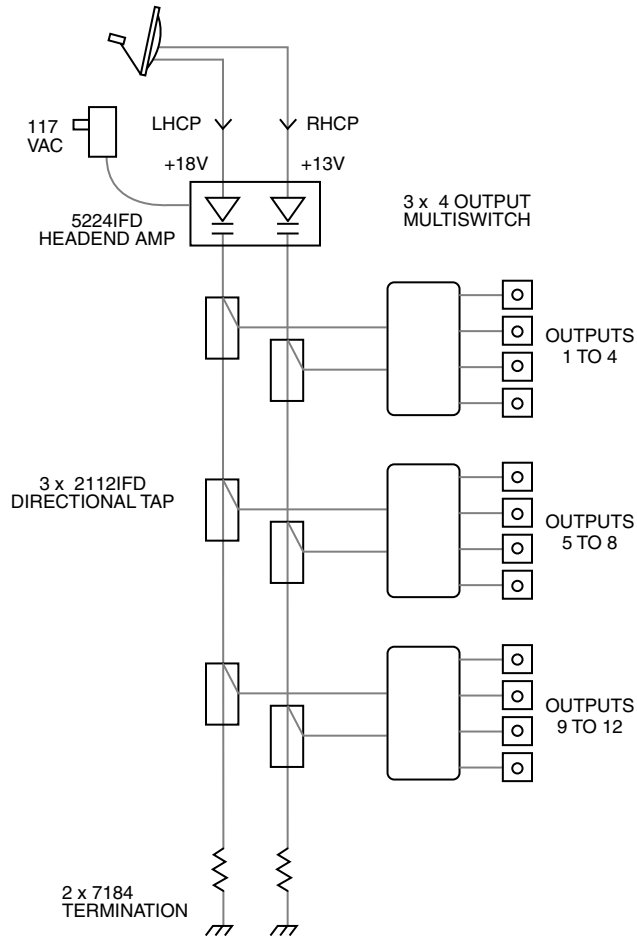 117
VAC
LHCP
RHCP
+18V
+13V
5224IFD
HEADEND AMP
3 x 4 OUTPUT
MULTISWITCH
OUTPUTS
1 TO 4
3 x 2112IFD
DIRECTIONAL TAP
OUTPUTS
5 TO 8
OUTPUTS
9 TO 12
2 x 7184
TERMINATION